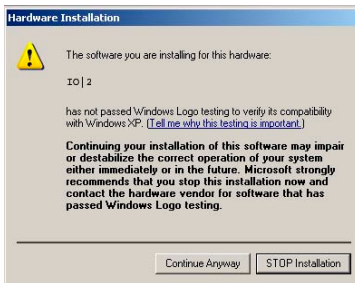 Hardware Installation
The software you are installing for this hardware:
IO|2
has not passed Windows Logo testing to verify its compatibility
with Windows XP. (Tell me why this testing is important.)
Continuing your installation of this software may impair
or destabilize the correct operation of your system
either immediately or in the future. Microsoft strongly
recommends that you stop this installation now and
contact the hardware vendor for software that has
passed Windows Logo testing.
Continue Anyway
STOP Installation